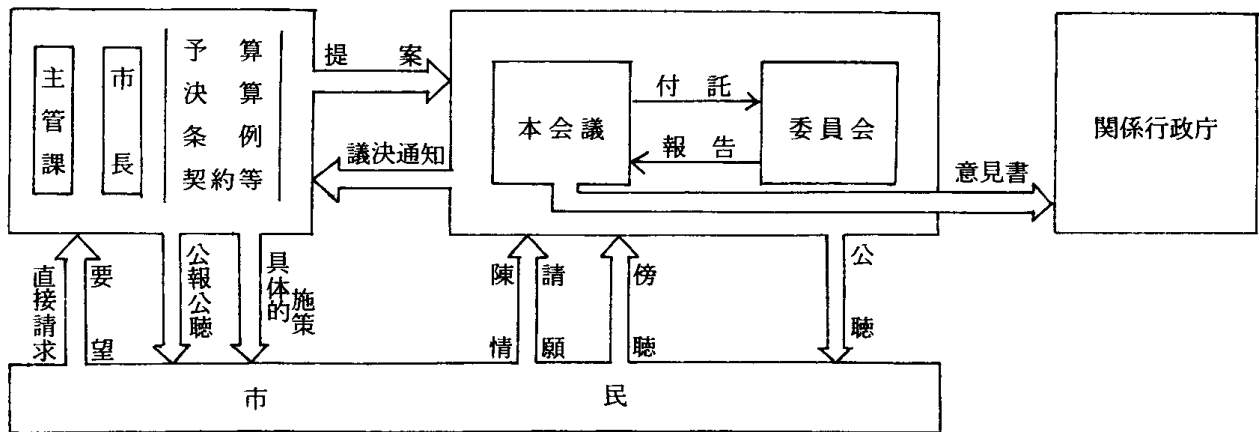 主管課
市長
予算
決算
条例
契約等
提案
議決通知
本会議
付託
報告
委員会
意見書
関係行政庁
直接請求
要望
公報公聴
具体的施策
陳情
請願
傍聴
公聴
市民